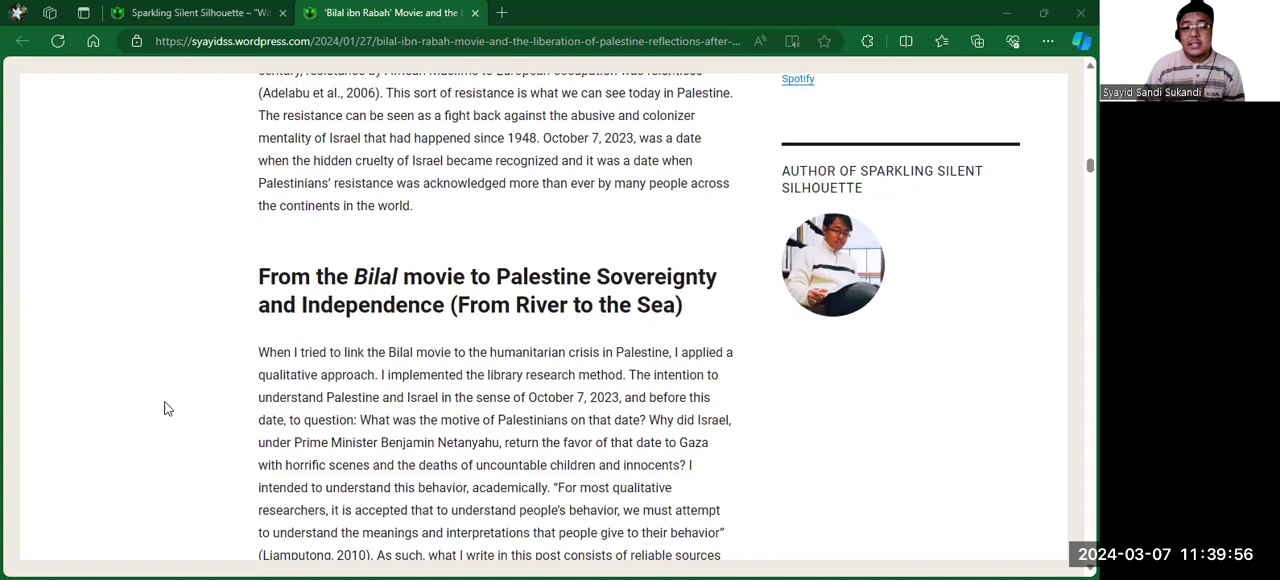 Sparkling Silent Silhouette – "Wi
'Bilal ibn Rabah' Movie: and the L
https://syayidss.wordpress.com/2024/01/27/bilal-ibn-rabah-movie-and-the-liberation-of-palestine-reflections-after-...
Syayid Sandi Sukandi
century, resistance by African Muslims to European occupation was relentless
(Adelabu et al., 2006). This sort of resistance is what we can see today in Palestine.
The resistance can be seen as a fight back against the abusive and colonizer
mentality of Israel that had happened since 1948. October 7, 2023, was a date
when the hidden cruelty of Israel became recognized and it was a date when
Palestinians' resistance was acknowledged more than ever by many people across
the continents in the world.
From the Bilal movie to Palestine Sovereignty
and Independence (From River to the Sea)
When I tried to link the Bilal movie to the humanitarian crisis in Palestine, I applied a
qualitative approach. I implemented the library research method. The intention to
understand Palestine and Israel in the sense of October 7, 2023, and before this
date, to question: What was the motive of Palestinians on that date? Why did Israel,
under Prime Minister Benjamin Netanyahu, return the favor of that date to Gaza
with horrific scenes and the deaths of uncountable children and innocents? I
intended to understand this behavior, academically. "For most qualitative
researchers, it is accepted that to understand people's behavior, we must attempt
to understand the meanings and interpretations that people give to their behavior"
(Liamputong, 2010). As such, what I write in this post consists of reliable sources
Spotify
AUTHOR OF SPARKLING SILENT
SILHOUETTE
2024-03-07 11:39:56